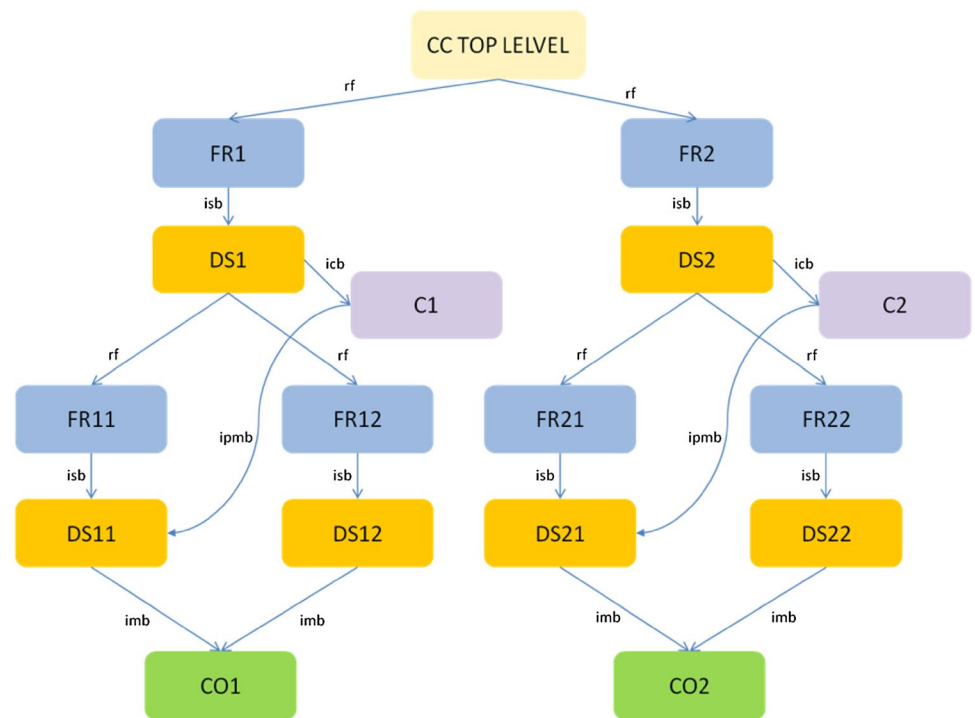 CC TOP LELVEL
rf
rf
FR1
FR2
isb
isb
DS1
DS2
icb
icb
C1
C2
rf
rf
rf
rf
FR11
FR12
FR21
FR22
ipmb
ipmb
isb
isb
isb
isb
DS11
DS12
DS21
DS22
imb
imb
imb
imb
CO1
CO2